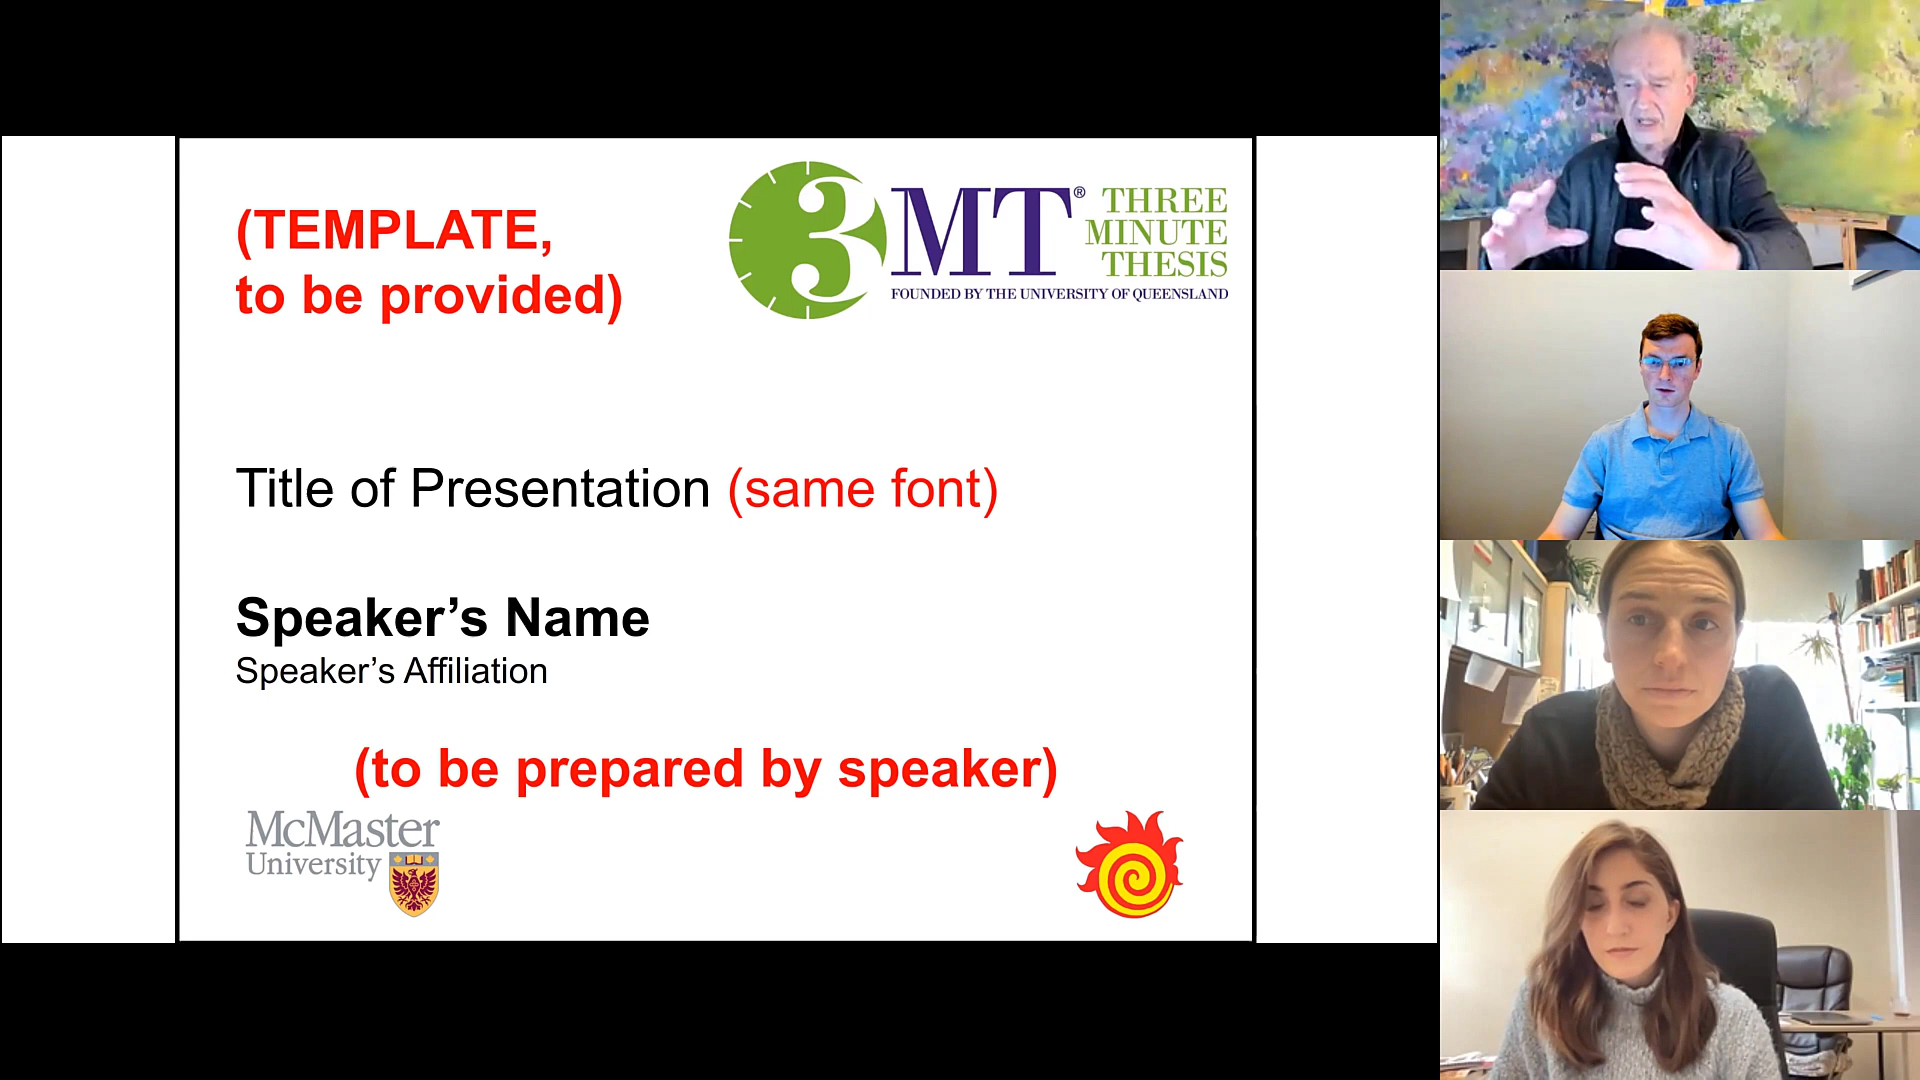 (TEMPLATE,
to be provided)
3MT® THREE
MINUTE
THESIS
FOUNDED BY THE UNIVERSITY OF QUEENSLAND
Title of Presentation (same font)
Speaker’s Name
Speaker’s Affiliation
(to be prepared by speaker)
McMaster
University